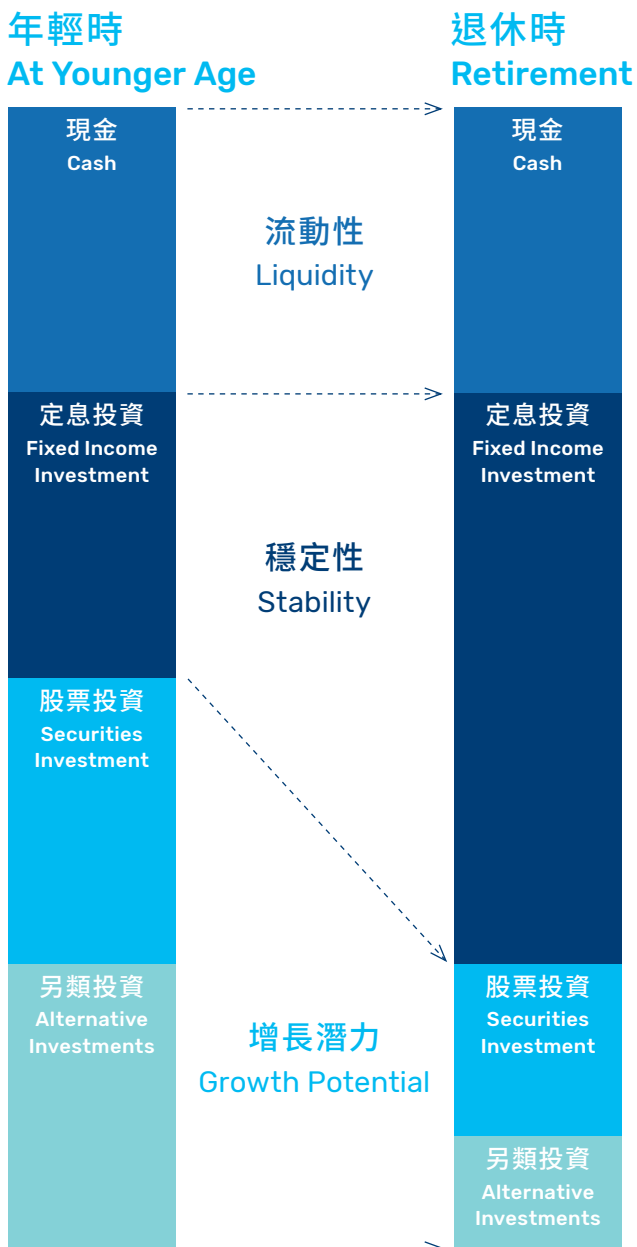 年輕時
At Younger Age
退休時
Retirement
現金
Cash
現金
Cash
流動性
Liquidity
定息投資
Fixed Income
Investment
定息投資
Fixed Income
Investment
穩定性
Stability
股票投資
Securities
Investment
另類投資
Alternative
Investments
增長潛力
Growth Potential
股票投資
Securities
Investment
另類投資
Alternative
Investments